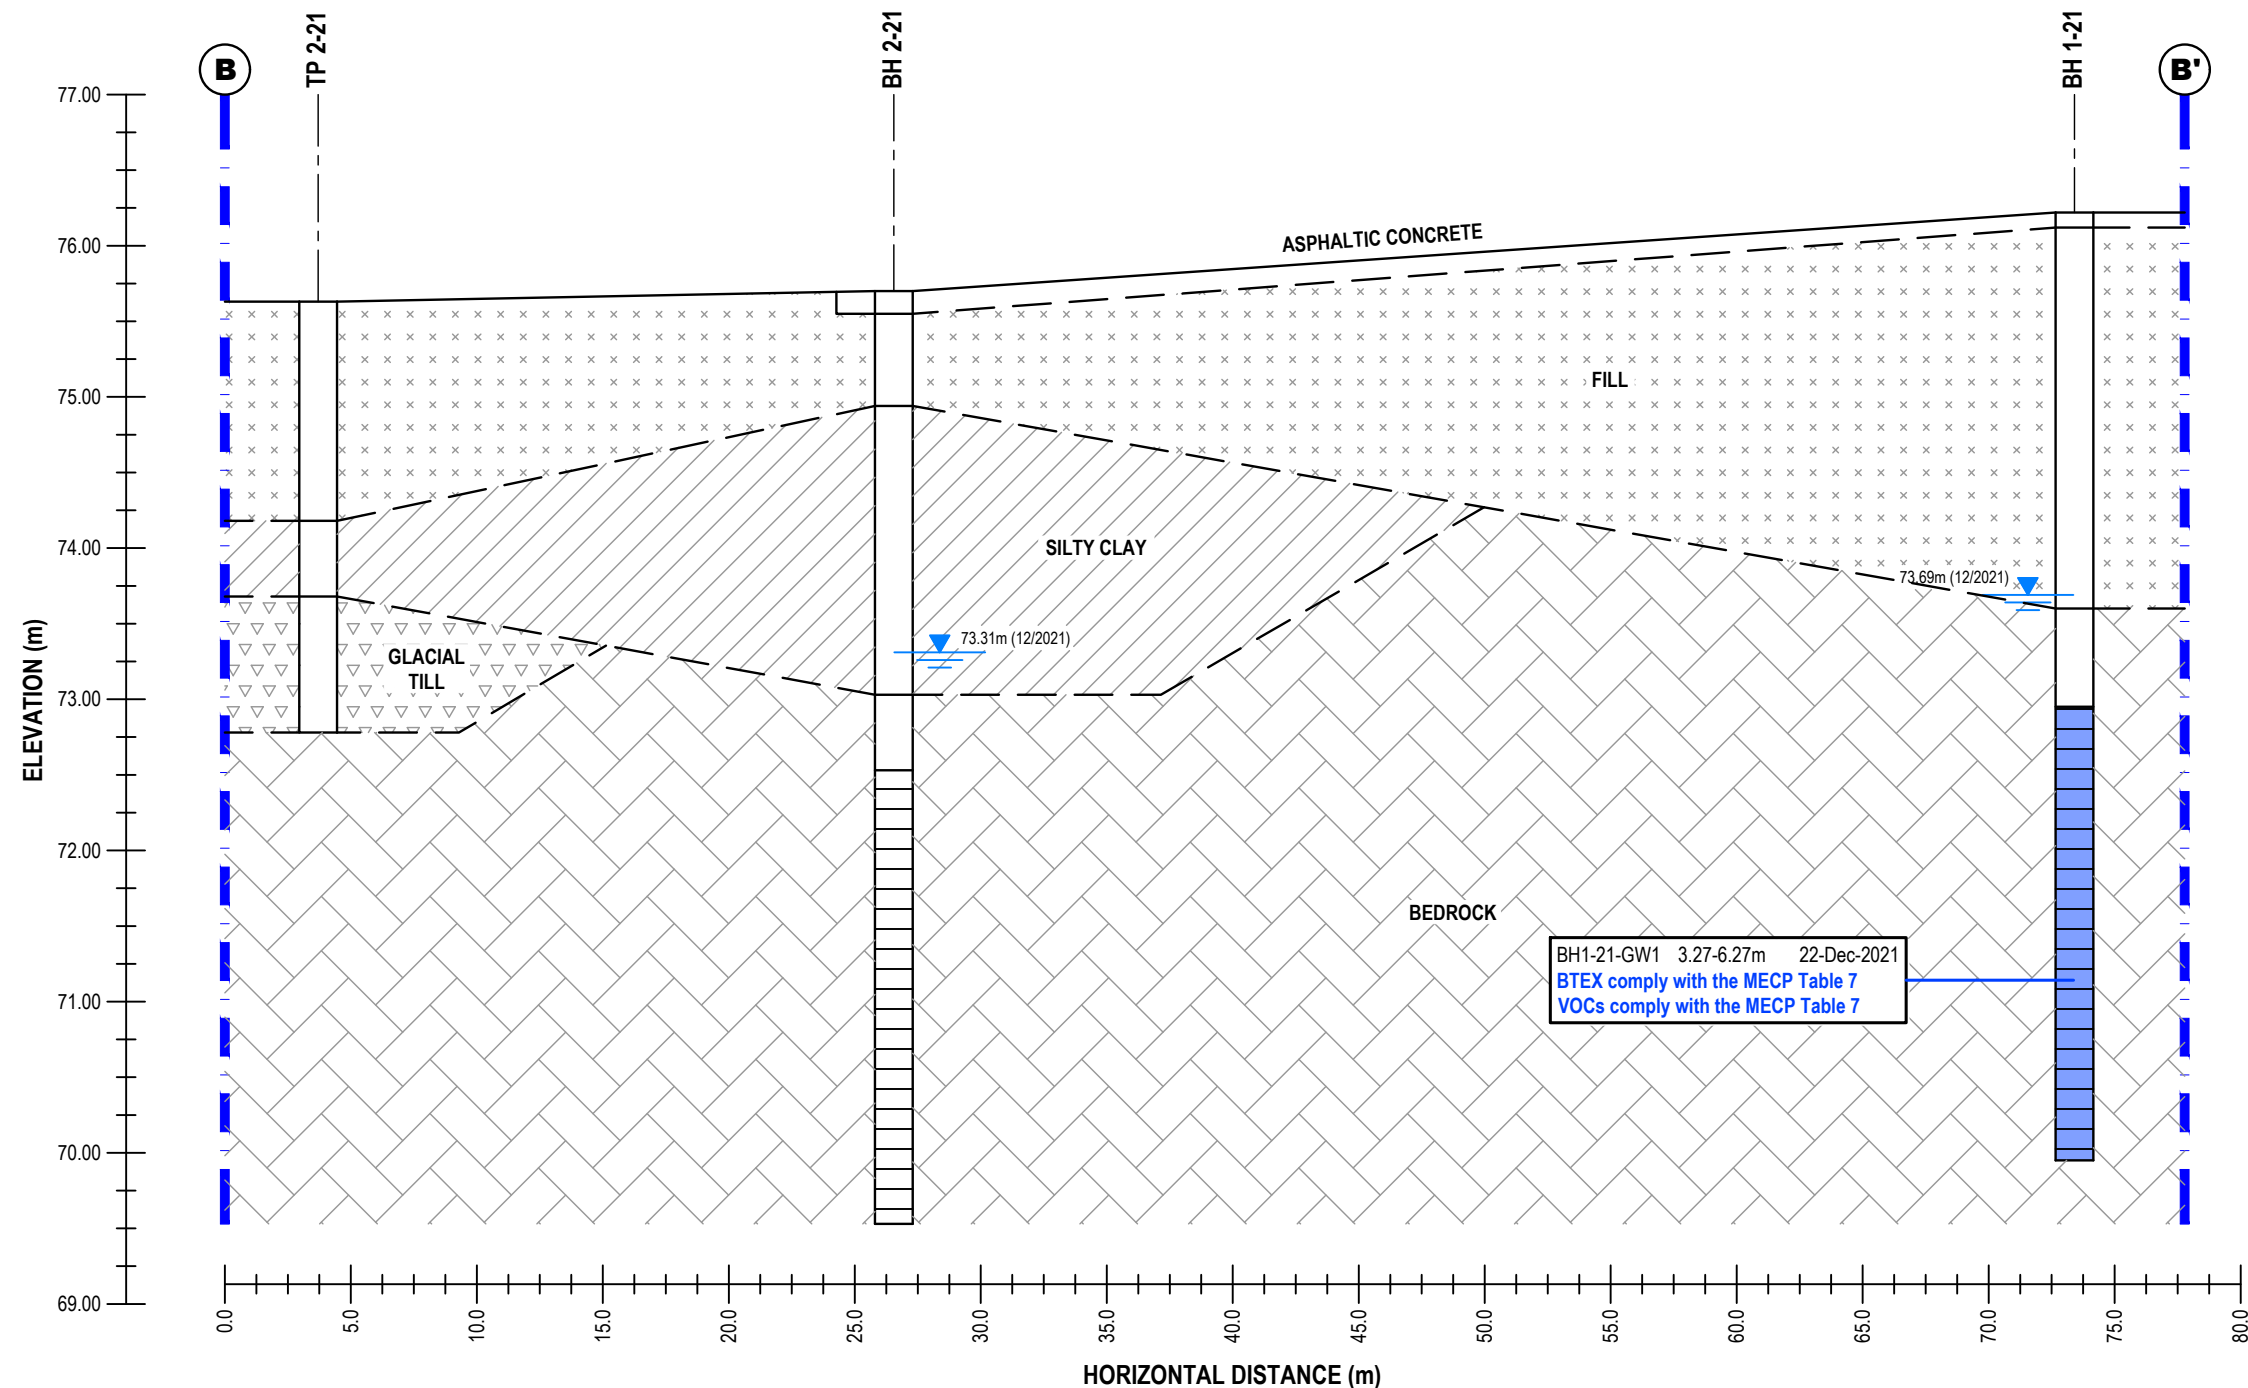 B
TP 2-21
BH 2-21
BH 1-21
B'
77.00
76.00
75.00
74.00
73.00
72.00
71.00
70.00
69.00
ELEVATION (m)
ASPHALTIC CONCRETE
FILL
SILTY CLAY
73.69m (12/2021)
73.31m (12/2021)
GLACIAL
TILL
BEDROCK
BH1-21-GW1 3.27-6.27m 22-Dec-2021
BTEX comply with the MECP Table 7
VOCs comply with the MECP Table 7
0.0
5.0
10.0
15.0
20.0
25.0
30.0
35.0
40.0
45.0
50.0
55.0
60.0
65.0
70.0
75.0
80.0
HORIZONTAL DISTANCE (m)